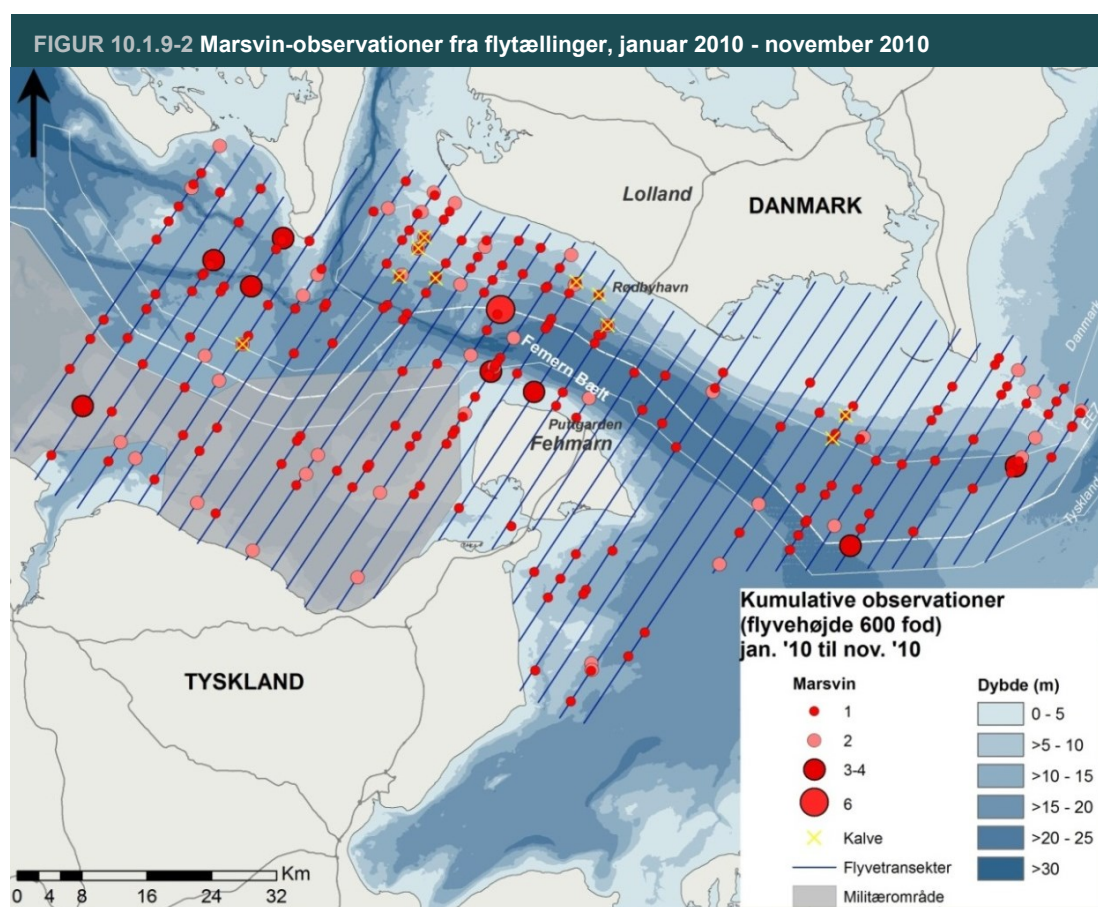 FIGUR 10.1.9-2 Marsvin-observationer fra flytællinger, januar 2010 - november 2010
Lolland
DANMARK
Rødbyhavn
Danmark
Femern Bælt
EEZ
Puttgarden
Fehmarn
Tyskland
TYSKLAND
Kumulative observationer
(flyvehøjde 600 fod)
jan. '10 til nov. '10
Marsvin
1
2
3-4
6
Kalve
Flyvetransekter
Militærområde
Dybde (m)
0 - 5
>5 - 10
>10 - 15
>15 - 20
>20 - 25
>30
Km
0 4 8 16 24 32